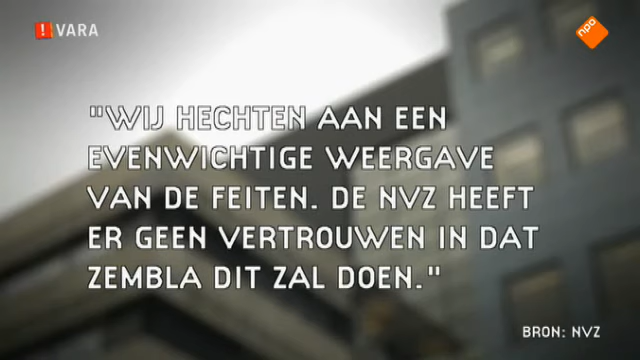 ! VARA
npo
"WIJ HECHTEN AAN EEN
EVENWICHTIGE WEERGAVE
VAN DE FEITEN. DE NVZ HEEFT
ER GEEN VERTROUWEN IN DAT
ZEMBLA DIT ZAL DOEN."
BRON: NVZ